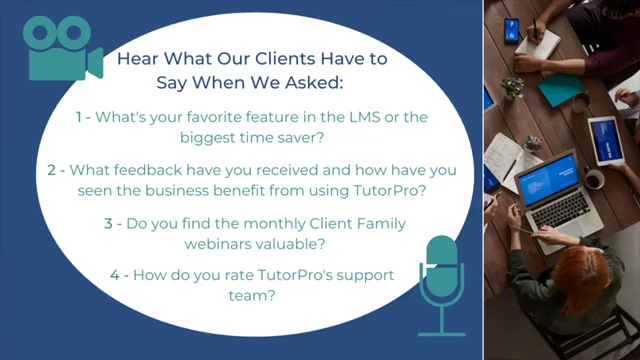 Hear What Our Clients Have to
Say When We Asked:
1 - What's your favorite feature in the LMS or the
biggest time saver?
2 - What feedback have you received and how have you
seen the business benefit from using TutorPro?
3 - Do you find the monthly Client Family
webinars valuable?
4 - How do you rate TutorPro's support
team?